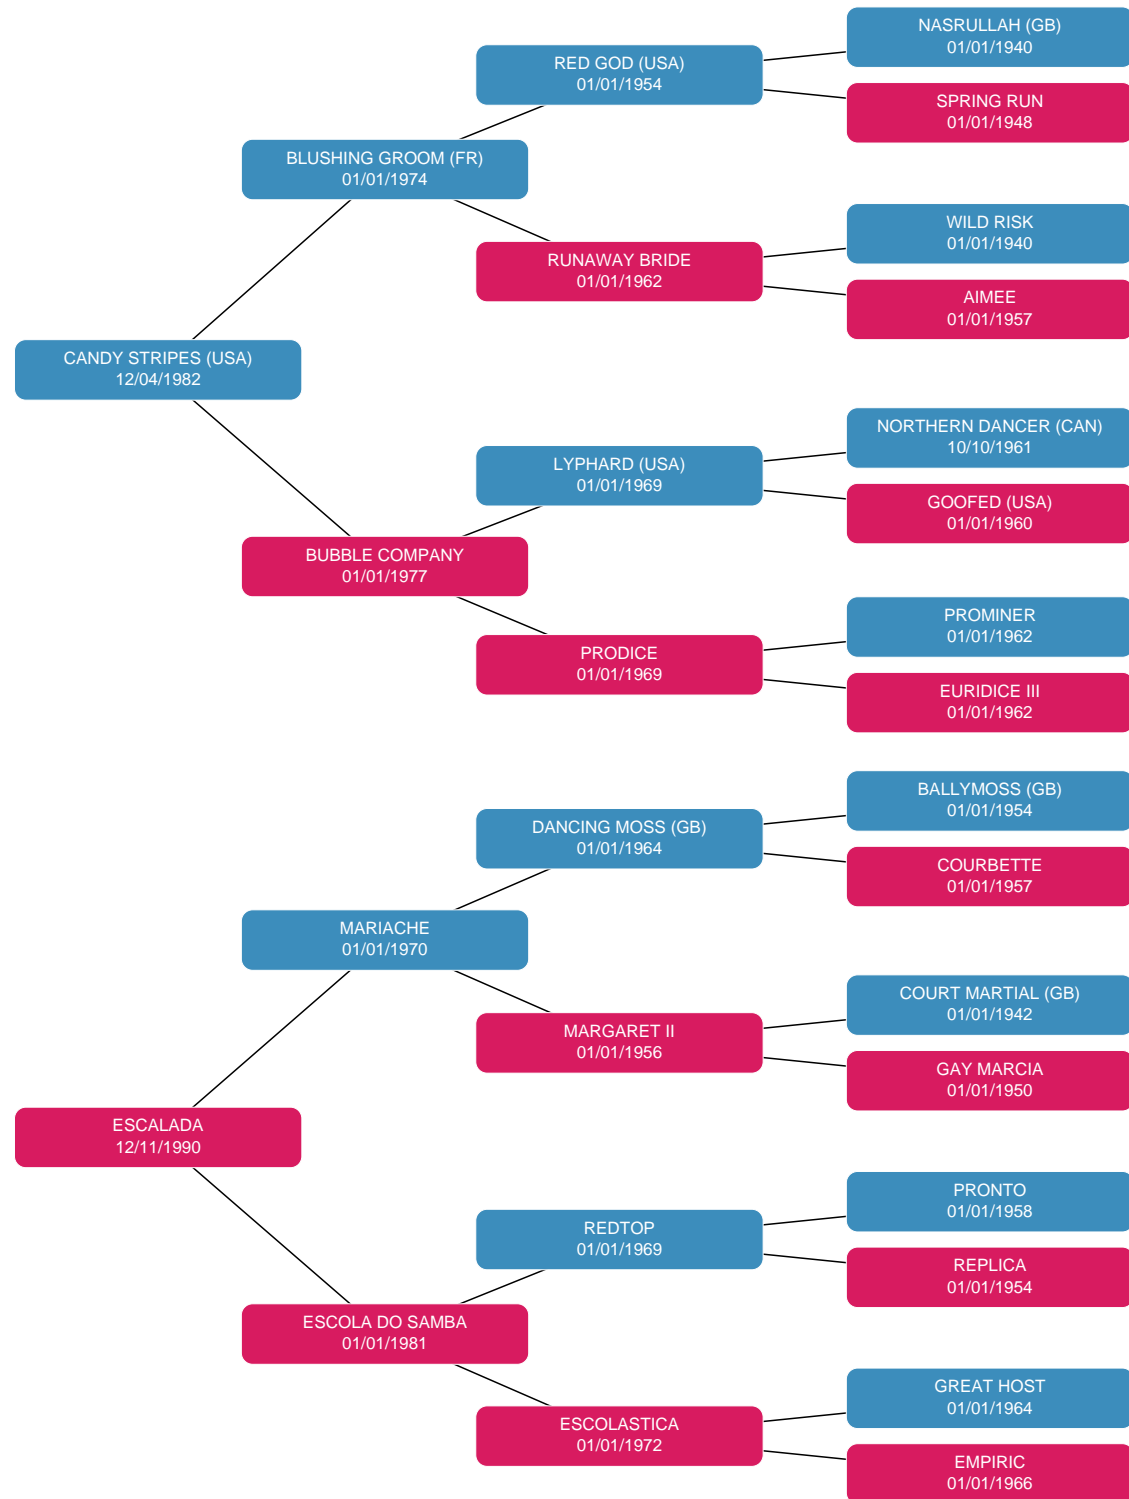 NASRULLAH (GB)
01/01/1940
RED GOD (USA)
01/01/1954
SPRING RUN
01/01/1948
BLUSHING GROOM (FR)
01/01/1974
WILD RISK
01/01/1940
RUNAWAY BRIDE
01/01/1962
AIMEE
01/01/1957
CANDY STRIPES (USA)
12/04/1982
NORTHERN DANCER (CAN)
10/10/1961
LYPHARD (USA)
01/01/1969
GOOFED (USA)
01/01/1960
BUBBLE COMPANY
01/01/1977
PROMINER
01/01/1962
PRODICE
01/01/1969
EURIDICE III
01/01/1962
BALLYMOSS (GB)
01/01/1954
DANCING MOSS (GB)
01/01/1964
COURBETTE
01/01/1957
MARIACHE
01/01/1970
COURT MARTIAL (GB)
01/01/1942
MARGARET II
01/01/1956
GAY MARCIA
01/01/1950
ESCALADA
12/11/1990
PRONTO
01/01/1958
REDTOP
01/01/1969
REPLICA
01/01/1954
ESCOLA DO SAMBA
01/01/1981
GREAT HOST
01/01/1964
ESCOLASTICA
01/01/1972
EMPIRIC
01/01/1966